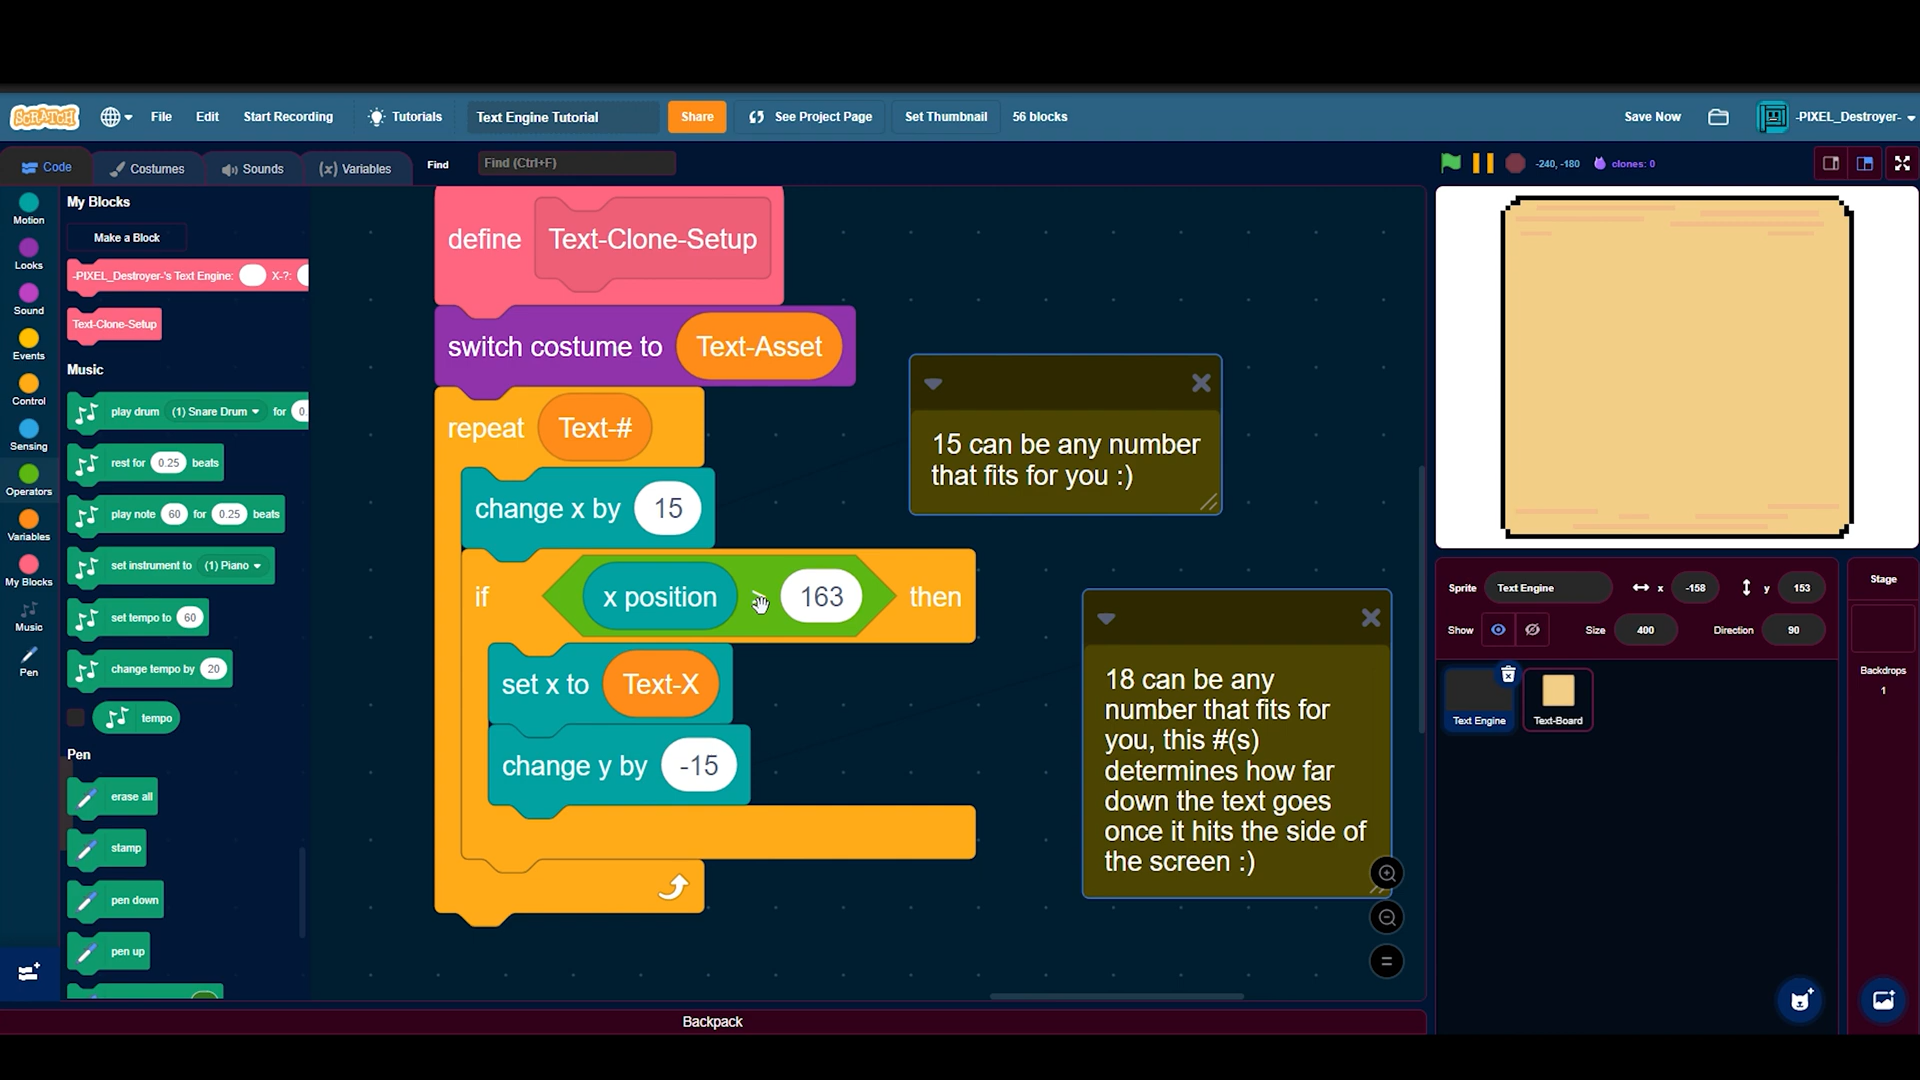 SCRATCH File Edit Start Recording Tutorials Text Engine Tutorial Share See Project Page Set Thumbnail 56 blocks Save Now -PIXEL_Destroyer-
Code Costumes Sounds (x) Variables Find Find (Ctrl+F) -240, -180 clones: 0
Motion
Looks
Sound
Events
Control
Sensing
Operators
Variables
My Blocks
Music
Pen
My Blocks
Make a Block
-PIXEL_Destroyer-'s Text Engine: X-?:
Text-Clone-Setup
Music
play drum (1) Snare Drum for 0.
rest for 0.25 beats
play note 60 for 0.25 beats
set instrument to (1) Piano
set tempo to 60
change tempo by 20
tempo
Pen
erase all
stamp
pen down
pen up
define Text-Clone-Setup
switch costume to Text-Asset
repeat Text-#
change x by 15
if x position > 163 then
set x to Text-X
change y by -15
15 can be any number
that fits for you :)
18 can be any
number that fits for
you, this #(s)
determines how far
down the text goes
once it hits the side of
the screen :)
Sprite Text Engine x -158 y 153
Show Size 400 Direction 90
Text Engine
Text-Board
Stage
Backdrops
1
Backpack